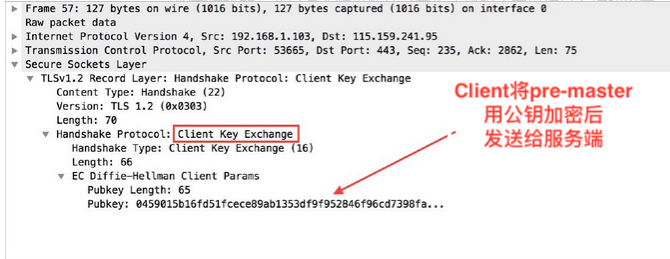 Frame 57: 127 bytes on wire (1016 bits), 127 bytes captured (1016 bits) on interface 0
Raw packet data
Internet Protocol Version 4, Src: 192.168.1.103, Dst: 115.159.241.95
Transmission Control Protocol, Src Port: 53665, Dst Port: 443, Seq: 235, Ack: 2862, Len: 75
Secure Sockets Layer
TLSv1.2 Record Layer: Handshake Protocol: Client Key Exchange
Content Type: Handshake (22)
Version: TLS 1.2 (0x0303)
Length: 70
Handshake Protocol: Client Key Exchange
Handshake Type: Client Key Exchange (16)
Length: 66
EC Diffie-Hellman Client Params
Pubkey Length: 65
Pubkey: 0459015b16fd51fcece89ab1353df9f952846f96cd7398fa...
Client将pre-master
用公钥加密后
发送给服务端